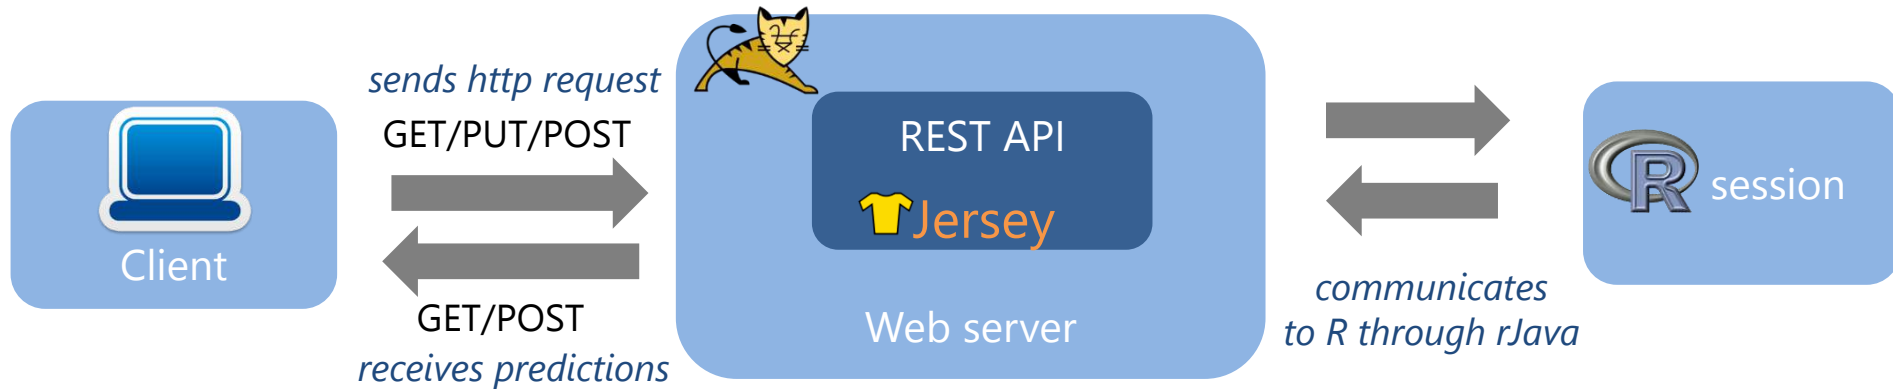 sends http request
GET/PUT/POST
Client
GET/POST
receives predictions
REST API
Jersey
Web server
communicates
to R through rJava
R session